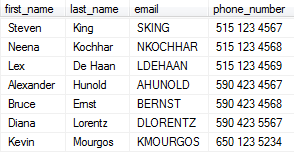 first_name last_name email phone_number
Steven King SKING 515 123 4567
Neena Kochhar NKOCHHAR 515 123 4568
Lex De Haan LDEHAAN 515 123 4569
Alexander Hunold AHUNOLD 590 423 4567
Bruce Ernst BERNST 590 423 4568
Diana Lorentz DLORENTZ 590 423 5567
Kevin Mourgos KMOURGOS 650 123 5234